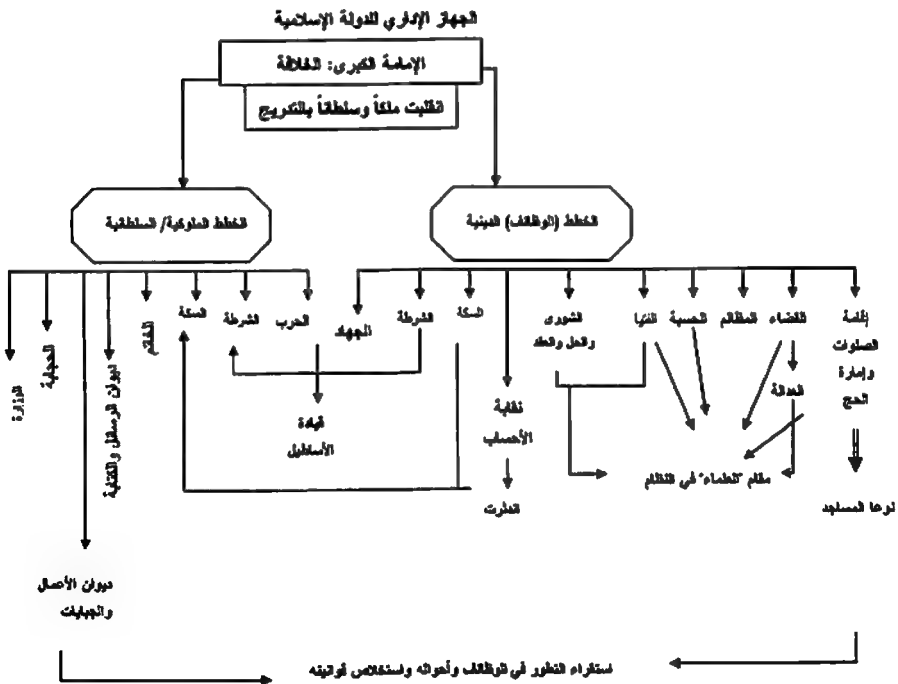 الجهاز الإداري للدولة الإسلامية
الإمامة الكبرى: الخلافة
انقلبت ملكاً وسلطاناً بالتدريج
الخطط (الوظائف) الدينية
الخطط الملوكية/ السلطانية
إقامة
الصلوات
وإمارة
الحج
القضاء
المظالم
الحسبة
الفتيا
الشورى
والحل والعقد
السكة
الشرطة
الجهاد
الحرب
الشرطة
السكة
الخاتم
ديوان الرسائل والكتابة
الحجابة
الوزارة
العدالة
نقابة
الأنساب
قيادة
الأساطيل
مقام "العلماء" في النظام
نوعا المساجد
اندثرت
ديوان الأعمال
والجبايات
استقراء التطور في الوظائف وأحواله واستخلاص قوانينه